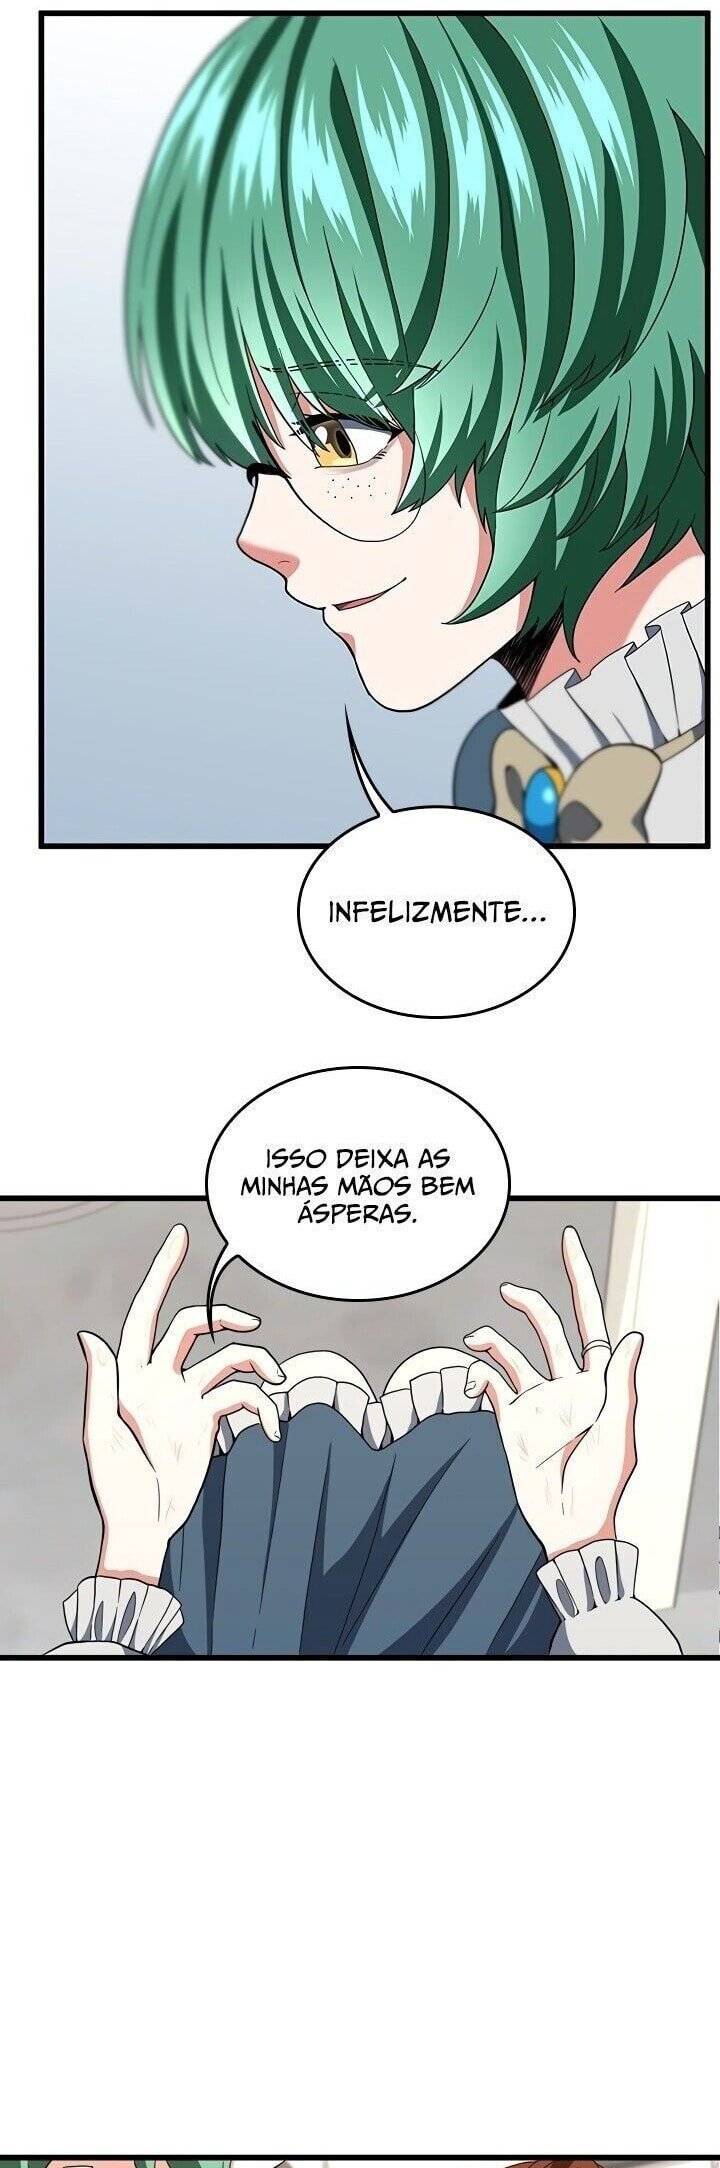 INFELIZMENTE...
ISSO DEIXA AS
MINHAS MÃOS BEM
ÁSPERAS.